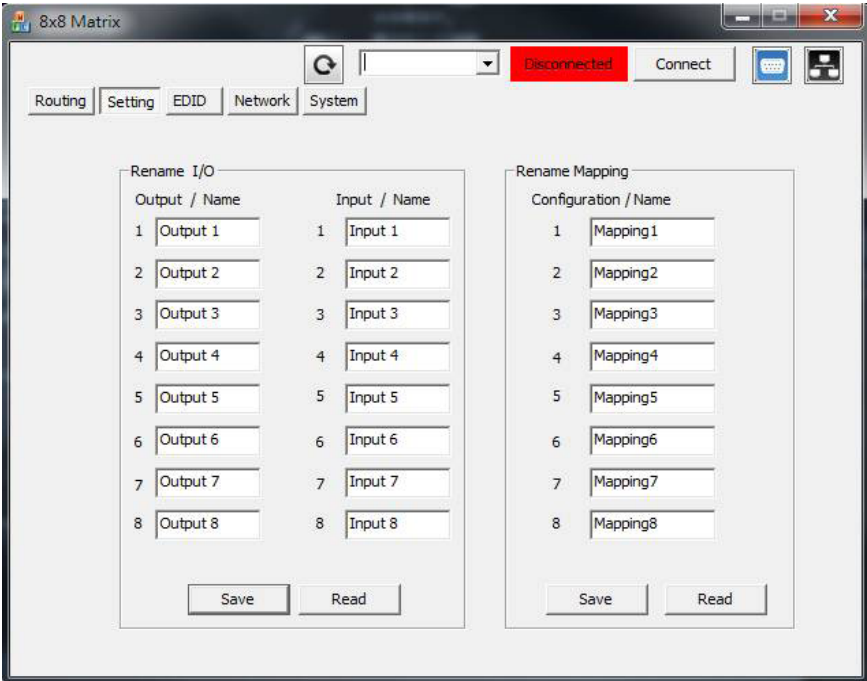 8x8 Matrix
Disconnected Connect
Routing Setting EDID Network System
Rename I/O Rename Mapping
Output / Name Input / Name Configuration / Name
1 Output 1 1 Input 1 1 Mapping1
2 Output 2 2 Input 2 2 Mapping2
3 Output 3 3 Input 3 3 Mapping3
4 Output 4 4 Input 4 4 Mapping4
5 Output 5 5 Input 5 5 Mapping5
6 Output 6 6 Input 6 6 Mapping6
7 Output 7 7 Input 7 7 Mapping7
8 Output 8 8 Input 8 8 Mapping8
Save Read Save Read